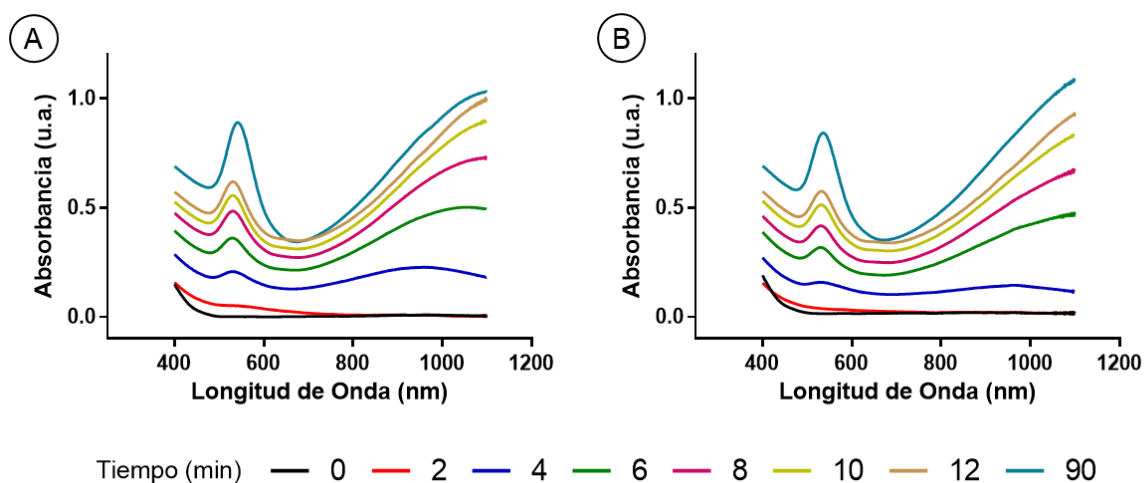 A
B
Absorbancia (u.a.)
1.0
0.5
0.0
400 600 800 1000 1200
Longitud de Onda (nm)
Absorbancia (u.a.)
1.0
0.5
0.0
400 600 800 1000 1200
Longitud de Onda (nm)
Tiempo (min) 0 2 4 6 8 10 12 90